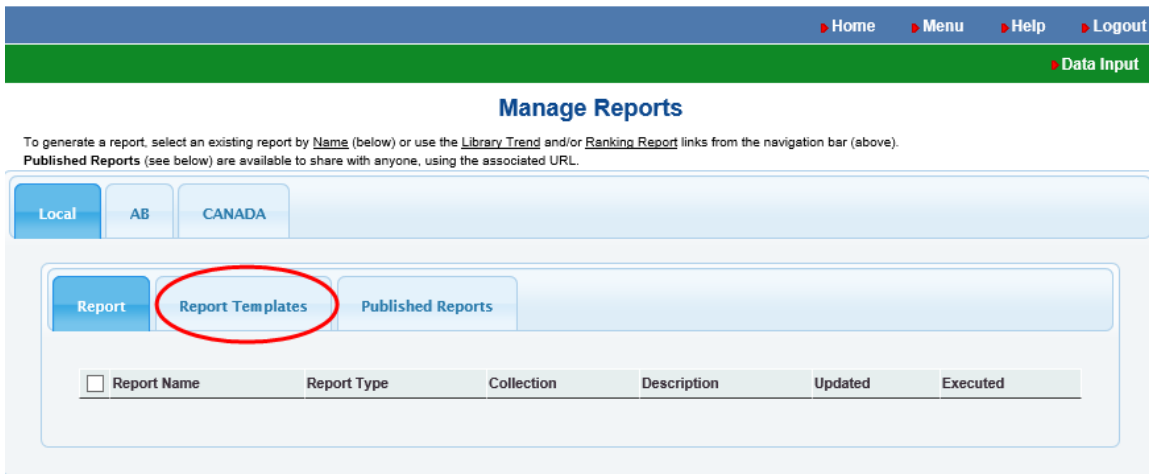 Home Menu Help Logout
Data Input
Manage Reports
To generate a report, select an existing report by Name (below) or use the Library Trend and/or Ranking Report links from the navigation bar (above).
Published Reports (see below) are available to share with anyone, using the associated URL.
Local AB CANADA
Report Report Templates Published Reports
Report Name Report Type Collection Description Updated Executed